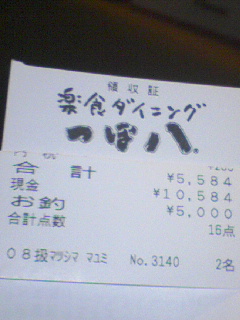 領収証
楽食ダイニング
つぼ八®
合計 ¥5,584
現金 ¥10,584
お釣 ¥5,000
合計点数 16点
08扱マツシマ マユミ No.3140 2名